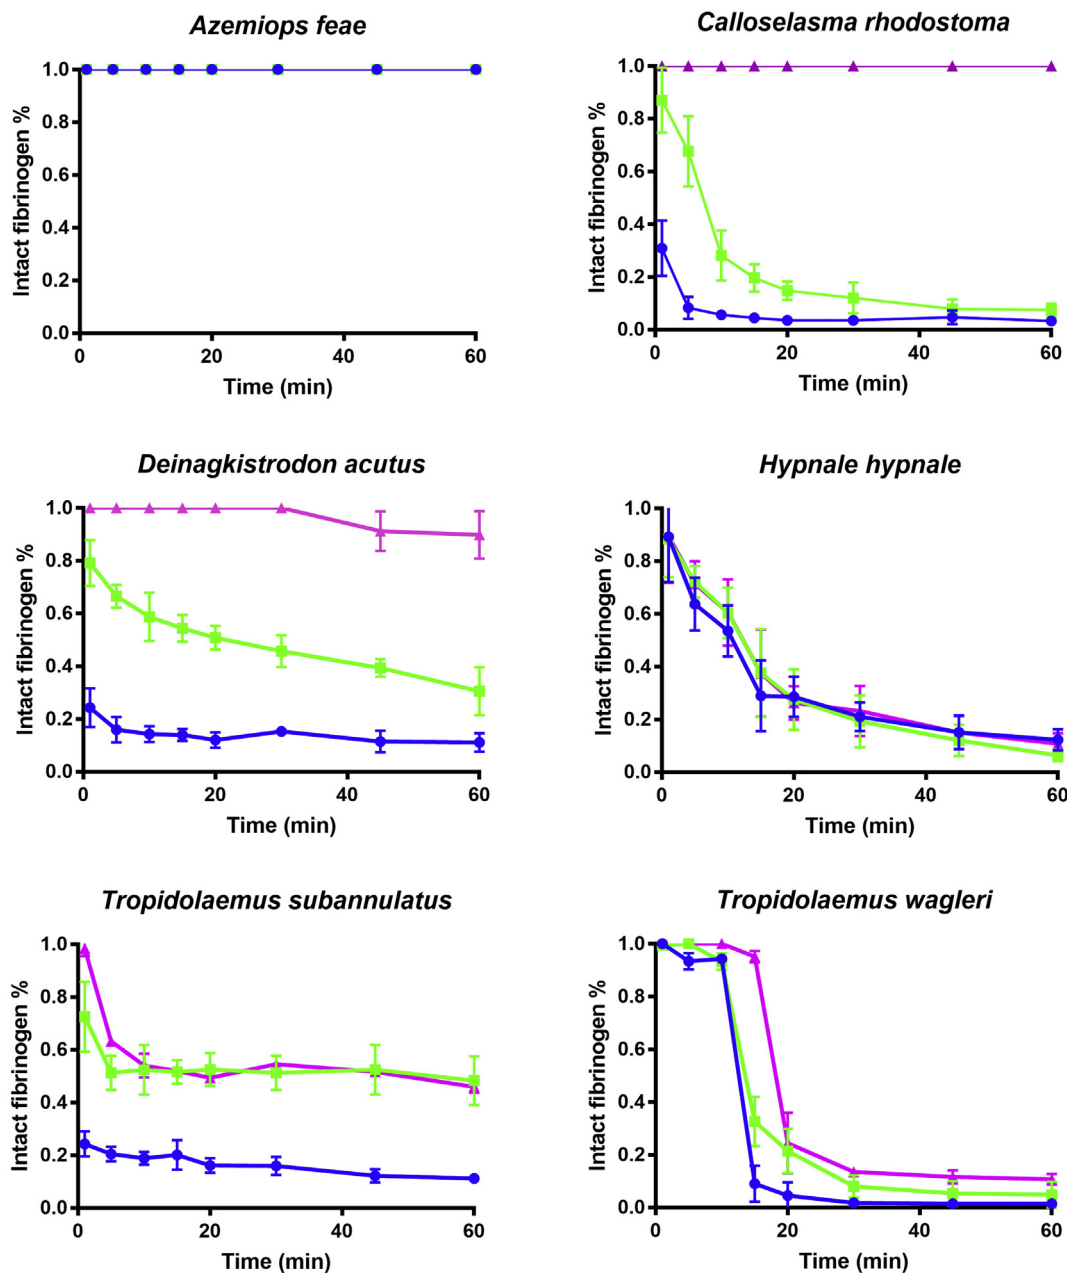 Azemiops feae
Intact fibrinogen %
1.0
0.8
0.6
0.4
0.2
0.0
0 20 40 60
Time (min)
Calloselasma rhodostoma
Intact fibrinogen %
1.0
0.8
0.6
0.4
0.2
0.0
0 20 40 60
Time (min)
Deinagkistrodon acutus
Intact fibrinogen %
1.0
0.8
0.6
0.4
0.2
0.0
0 20 40 60
Time (min)
Hypnale hypnale
Intact fibrinogen %
1.0
0.8
0.6
0.4
0.2
0.0
0 20 40 60
Time (min)
Tropidolaemus subannulatus
Intact fibrinogen %
1.0
0.8
0.6
0.4
0.2
0.0
0 20 40 60
Time (min)
Tropidolaemus wagleri
Intact fibrinogen %
1.0
0.8
0.6
0.4
0.2
0.0
0 20 40 60
Time (min)